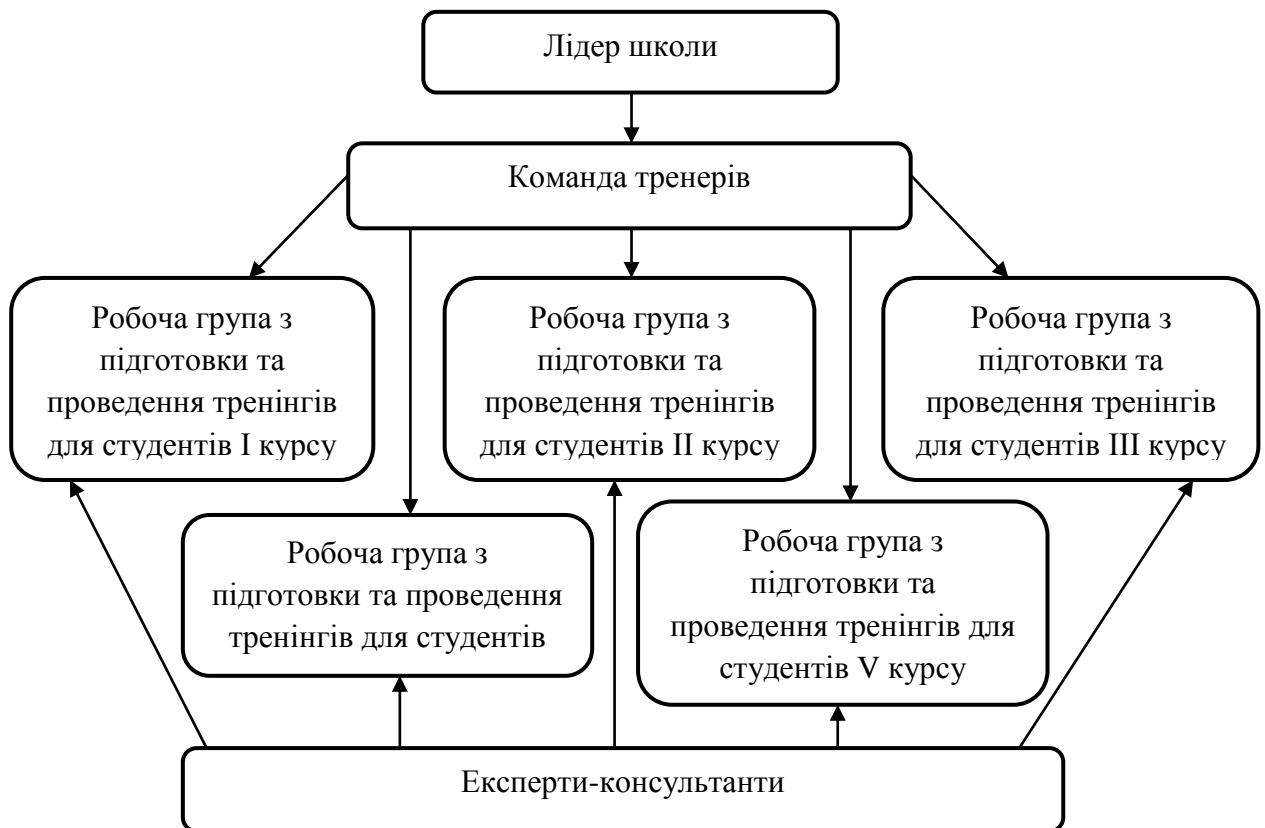 Лідер школи
Команда тренерів
Робоча група з
підготовки та
проведення тренінгів
для студентів І курсу
Робоча група з
підготовки та
проведення тренінгів
для студентів ІІ курсу
Робоча група з
підготовки та
проведення тренінгів
для студентів ІІІ курсу
Робоча група з
підготовки та проведення
тренінгів для студентів
Робоча група з
підготовки та
проведення тренінгів для
студентів V курсу
Експерти-консультанти